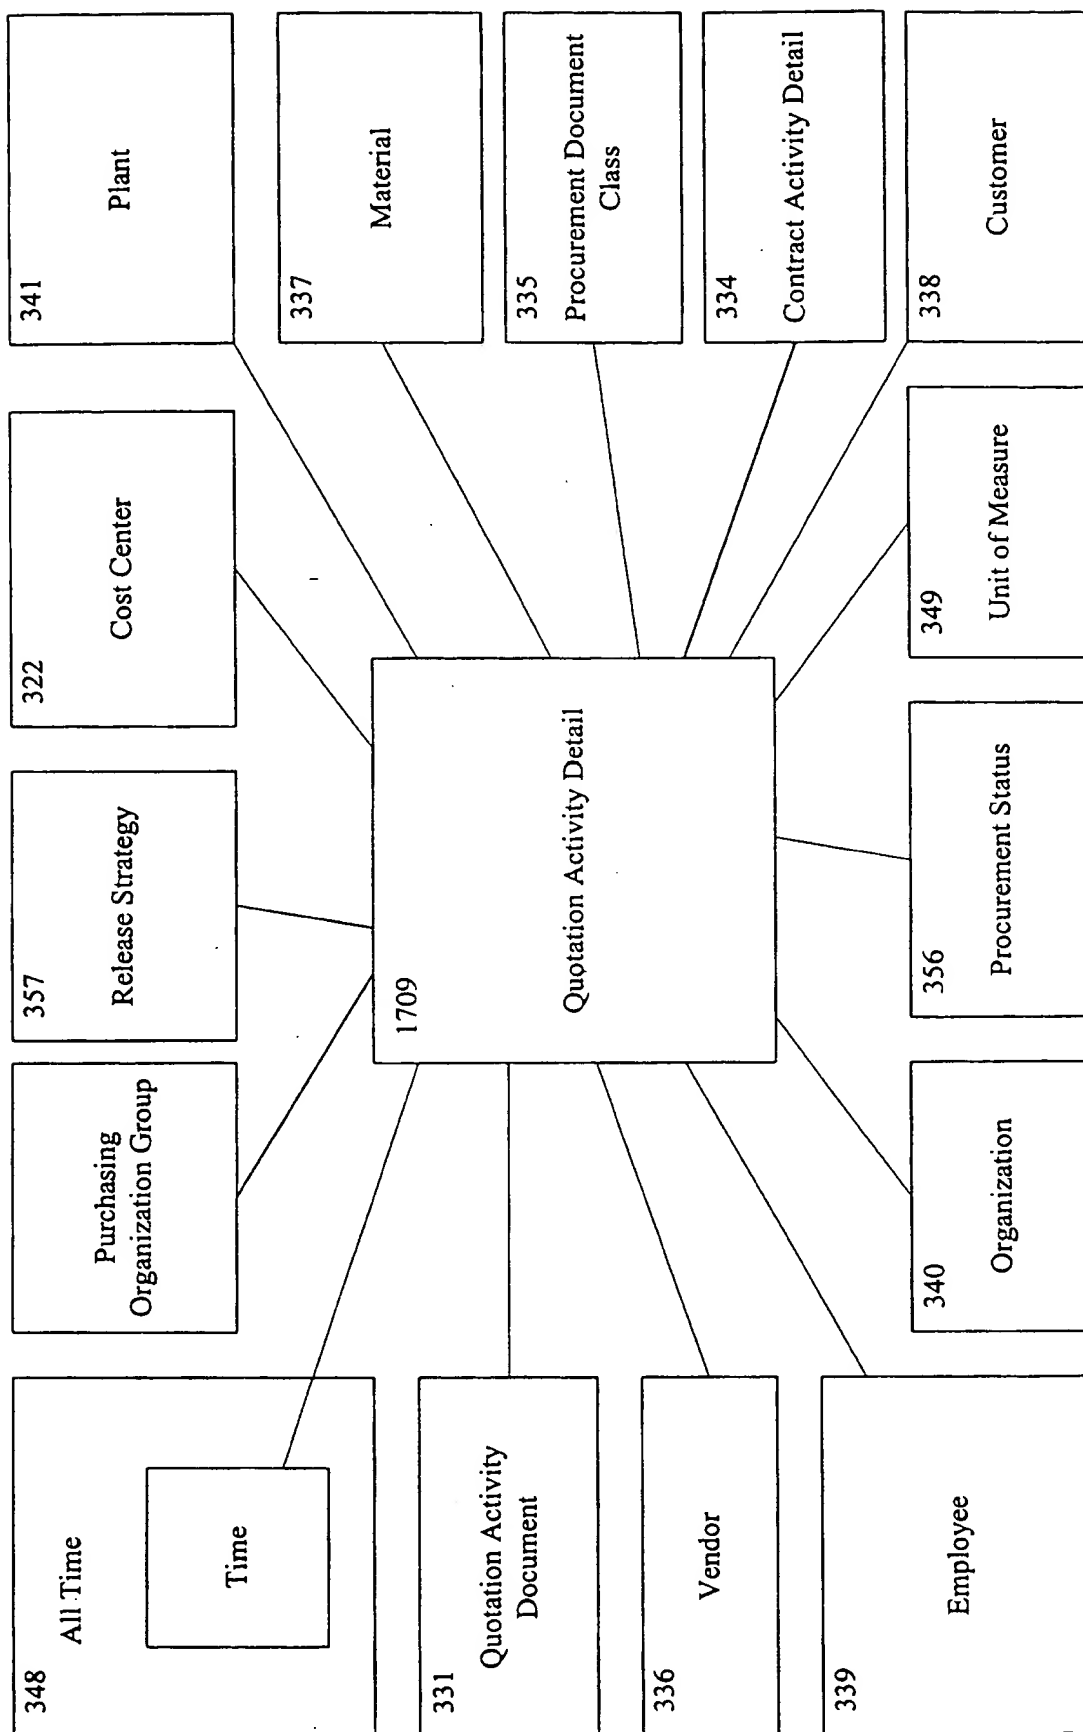 348
All Time
Time
Purchasing
Organization Group
357
Release Strategy
322
Cost Center
341
Plant
331
Quotation Activity
Document
1709
Quotation Activity Detail
337
Material
336
Vendor
335
Procurement Document
Class
334
Contract Activity Detail
339
Employee
340
Organization
356
Procurement Status
349
Unit of Measure
338
Customer